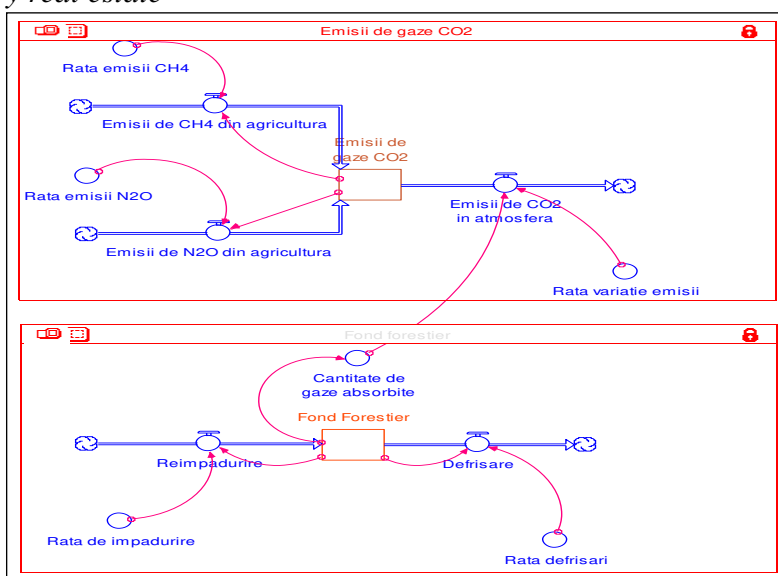 y real estate
Emisii de gaze CO2
Rata emisii CH4
Emisii de CH4 din agricultura
Emisii de
gaze CO2
Rata emisii N2O
Emisii de CO2
in atmosfera
Emisii de N2O din agricultura
Rata variatie emisii
Fond forestier
Cantitate de
gaze absorbite
Fond Forestier
Reimpadurire
Defrisare
Rata de impadurire
Rata defrisari